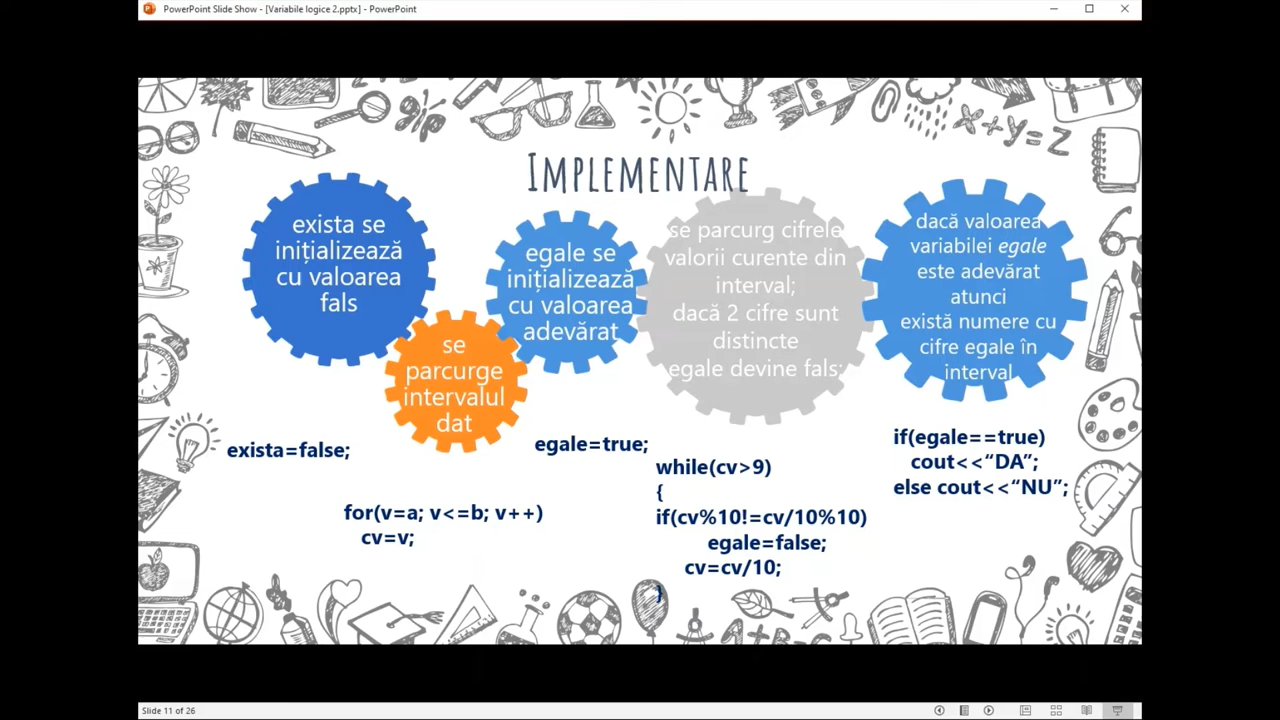 PowerPoint Slide Show - [Variabile logice 2.pptx] - PowerPoint
x+y=z
IMPLEMENTARE
exista se
inițializează
cu valoarea
fals
se
parcurge
intervalul
dat
egale se
inițializează
cu valoarea
adevărat
se parcurg cifrele
valorii curente din
interval;
dacă 2 cifre sunt
distincte
egale devine fals;
dacă valoarea
variabilei egale
este adevărat
atunci
există numere cu
cifre egale în
interval
exista=false;
for(v=a; v<=b; v++)
cv=v;
egale=true;
while(cv>9)
{
if(cv%10!=cv/10%10)
egale=false;
cv=cv/10;
}
if(egale==true)
cout<<“DA”;
else cout<<“NU”;
Slide 11 of 26